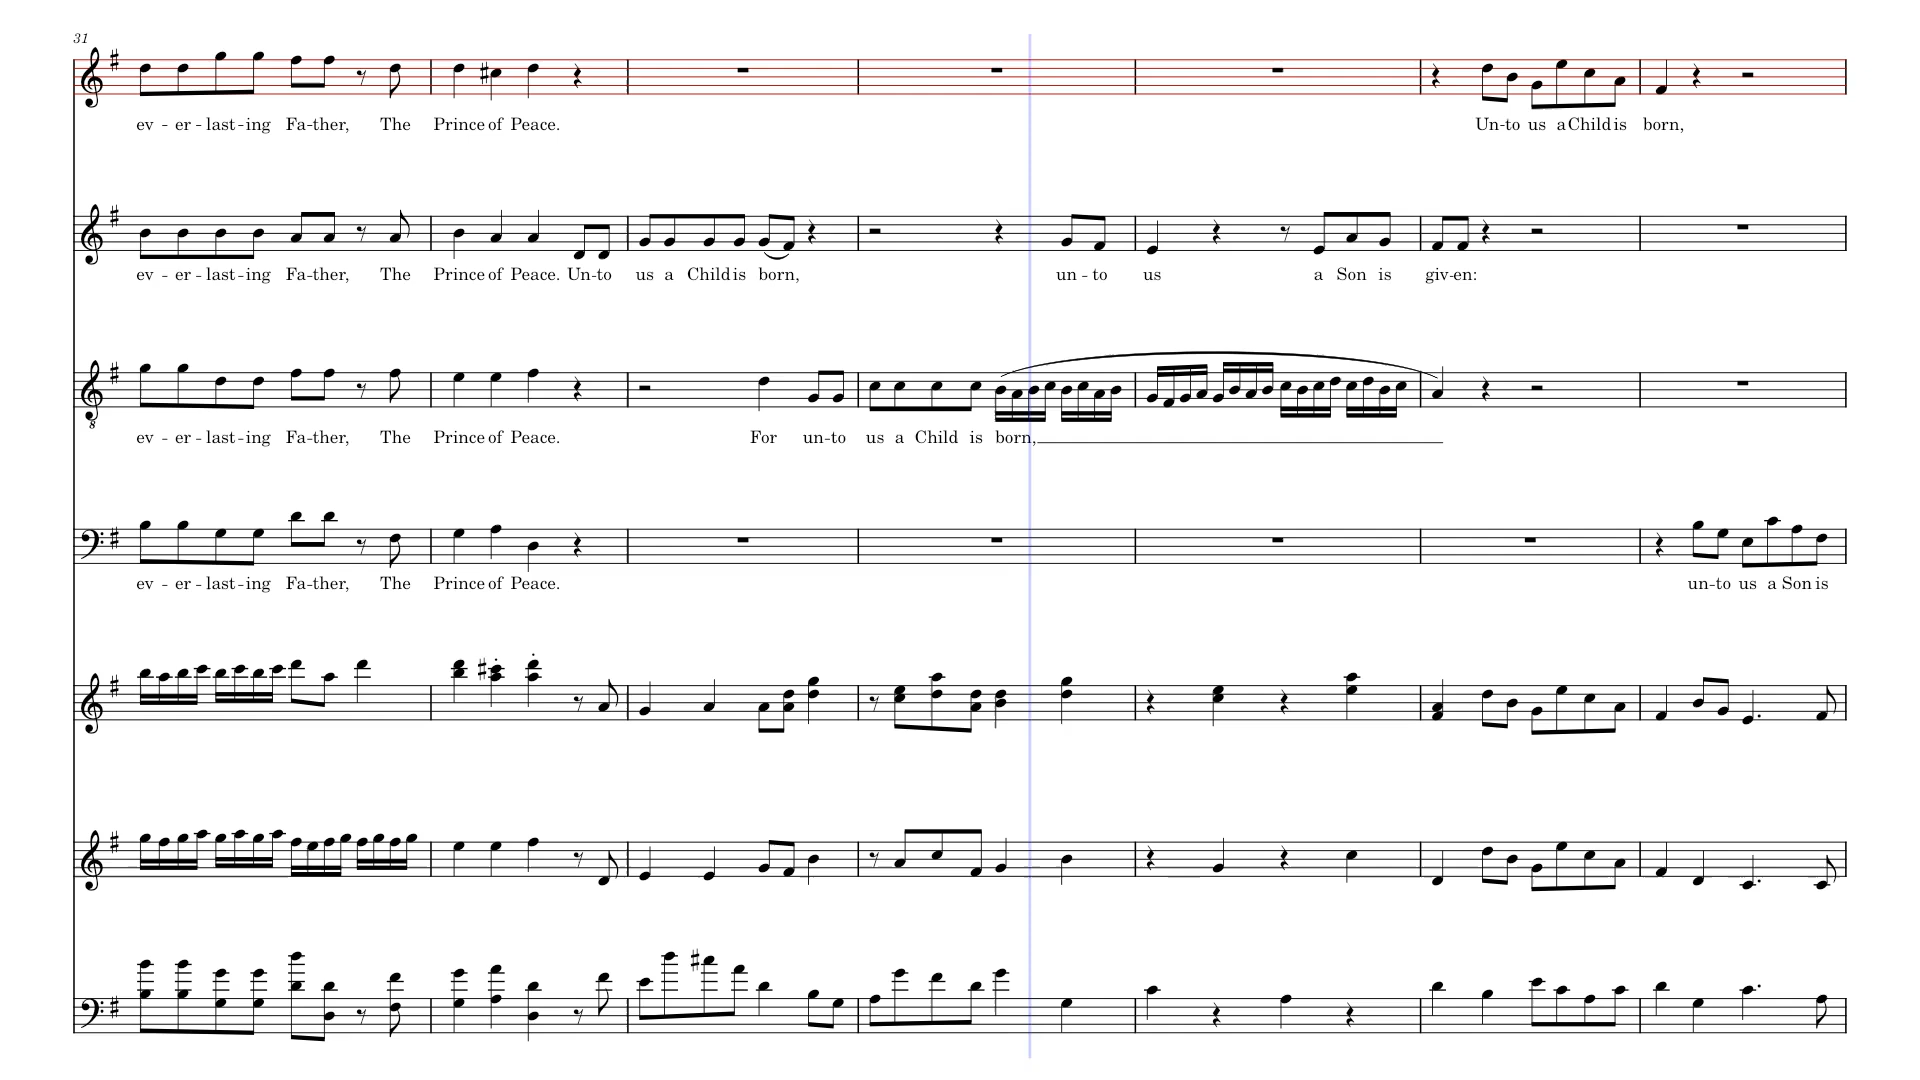 31
ev - er - last - ing Fa - ther, The Prince of Peace. Un - to us a Child is born,
ev - er - last - ing Fa - ther, The Prince of Peace. Un - to us a Child is born, un - to us a Son is giv - en:
ev - er - last - ing Fa - ther, The Prince of Peace. For un - to us a Child is born,
ev - er - last - ing Fa - ther, The Prince of Peace. un - to us a Son is